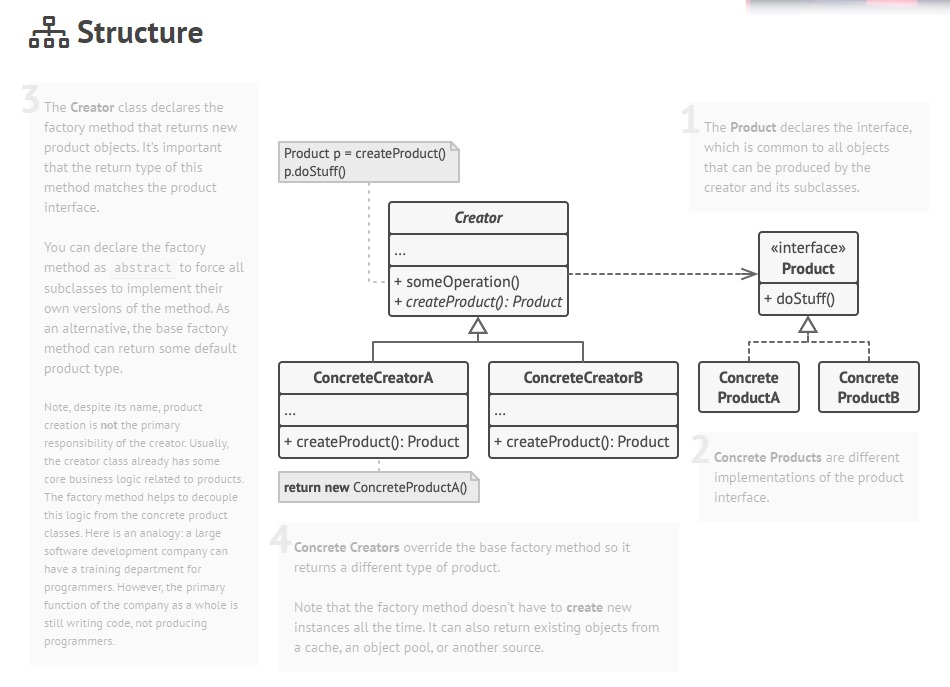 Structure
3
The Creator class declares the
factory method that returns new
product objects. It's important
that the return type of this
method matches the product
interface.
You can declare the factory
method as abstract to force all
subclasses to implement their
own versions of the method. As
an alternative, the base factory
method can return some default
product type.
Note, despite its name, product
creation is not the primary
responsibility of the creator. Usually,
the creator class already has some
core business logic related to products.
The factory method helps to decouple
this logic from the concrete product
classes. Here is an analogy: a large
software development company can
have a training department for
programmers. However, the primary
function of the company as a whole is
still writing code, not producing
programmers.
Product p = createProduct()
p.doStuff()
Creator
...
+ someOperation()
+ createProduct(): Product
ConcreteCreatorA
...
+ createProduct(): Product
ConcreteCreatorB
...
+ createProduct(): Product
return new ConcreteProductA()
1
The Product declares the interface,
which is common to all objects
that can be produced by the
creator and its subclasses.
«interface»
Product
+ doStuff()
Concrete
ProductA
Concrete
ProductB
2
Concrete Products are different
implementations of the product
interface.
4
Concrete Creators override the base factory method so it
returns a different type of product.
Note that the factory method doesn't have to create new
instances all the time. It can also return existing objects from
a cache, an object pool, or another source.